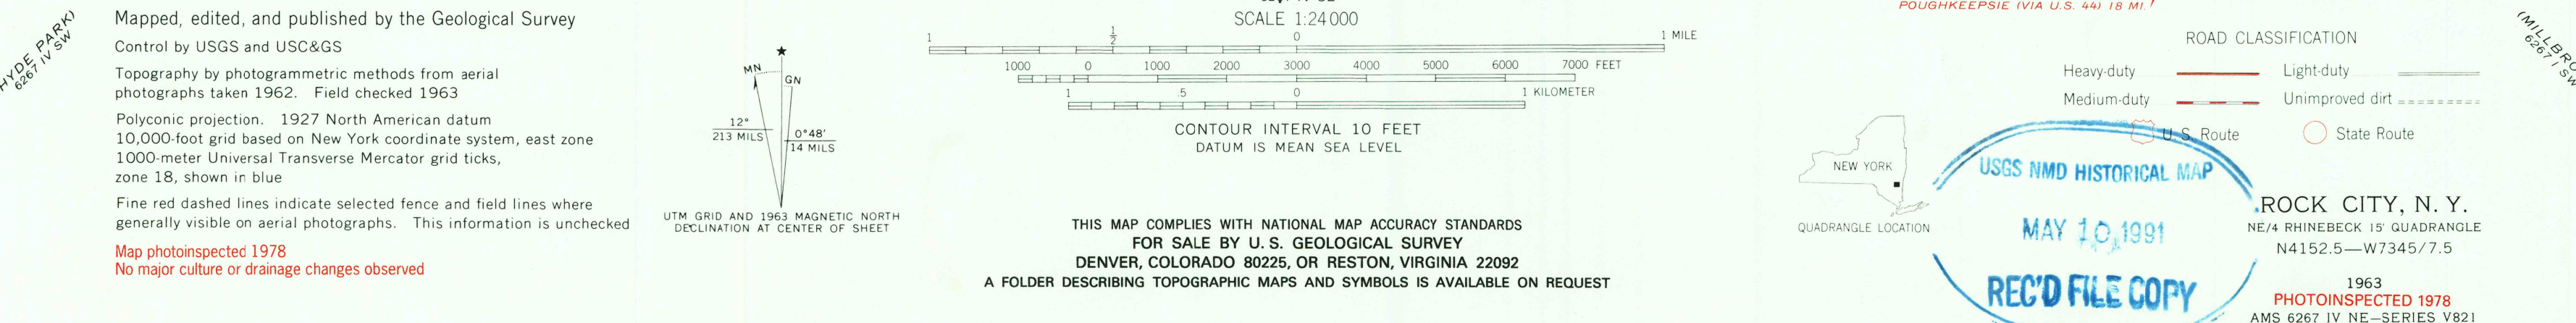 (HYDE PARK)
6267 IV SW
Mapped, edited, and published by the Geological Survey
Control by USGS and USC&GS
Topography by photogrammetric methods from aerial
photographs taken 1962. Field checked 1963
Polyconic projection. 1927 North American datum
10,000-foot grid based on New York coordinate system, east zone
1000-meter Universal Transverse Mercator grid ticks,
zone 18, shown in blue
Fine red dashed lines indicate selected fence and field lines where
generally visible on aerial photographs. This information is unchecked
Map photoinspected 1978
No major culture or drainage changes observed
MN
GN
12°
213 MILS
0°48'
14 MILS
UTM GRID AND 1963 MAGNETIC NORTH
DECLINATION AT CENTER OF SHEET
SCALE 1:24 000
1 ½ 0 1 MILE
1000 0 1000 2000 3000 4000 5000 6000 7000 FEET
1 .5 0 1 KILOMETER
CONTOUR INTERVAL 10 FEET
DATUM IS MEAN SEA LEVEL
THIS MAP COMPLIES WITH NATIONAL MAP ACCURACY STANDARDS
FOR SALE BY U. S. GEOLOGICAL SURVEY
DENVER, COLORADO 80225, OR RESTON, VIRGINIA 22092
A FOLDER DESCRIBING TOPOGRAPHIC MAPS AND SYMBOLS IS AVAILABLE ON REQUEST
POUGHKEEPSIE (VIA U.S. 44) 18 MI.
ROAD CLASSIFICATION
Heavy-duty Light-duty
Medium-duty Unimproved dirt
U.S. Route State Route
NEW YORK
QUADRANGLE LOCATION
USGS NMD HISTORICAL MAP
MAY 10 1991
REC'D FILE COPY
ROCK CITY, N. Y.
NE/4 RHINEBECK 15' QUADRANGLE
N4152.5—W7345/7.5
1963
PHOTOINSPECTED 1978
AMS 6267 IV NE—SERIES V821
6267 I SW